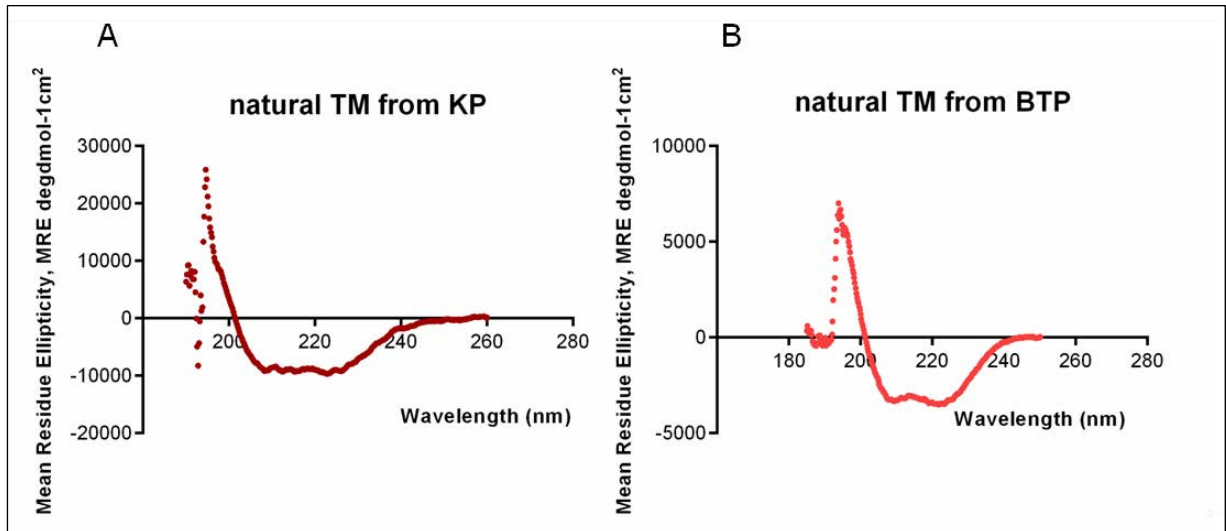 A
natural TM from KP
Mean Residue Ellipticity, MRE degdmol-1cm²
30000
20000
10000
0
-10000
-20000
200
220
240
260
280
Wavelength (nm)
B
natural TM from BTP
Mean Residue Ellipticity, MRE degdmol-1cm²
10000
5000
0
-5000
180
200
220
240
260
280
Wavelength (nm)